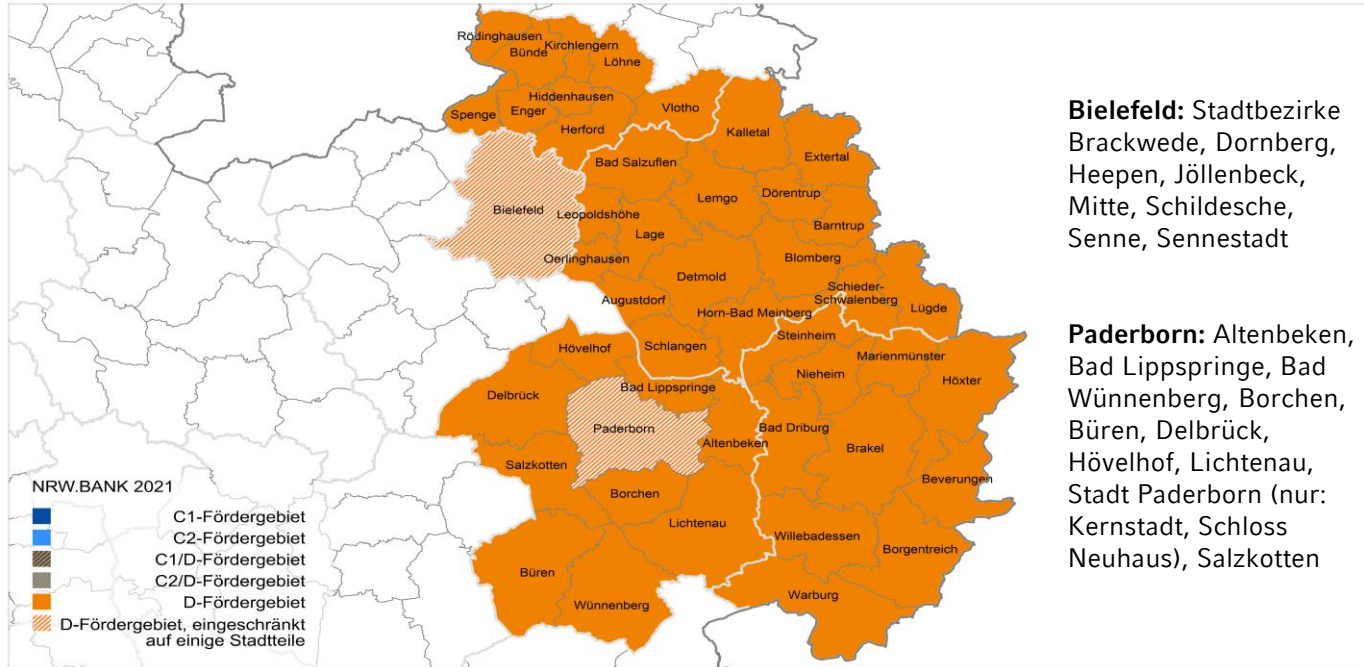 Rödinghausen
Kirchlengern
Bünde
Löhne
Hiddenhausen
Spenge
Enger
Vlotho
Herford
Kalletal
Bad Salzuflen
Extertal
Bielefeld
Lemgo
Dörentrup
Leopoldshöhe
Barntrup
Lage
Oerlinghausen
Blomberg
Detmold
Schieder-
Schwalenberg
Augustdorf
Lügde
Horn-Bad Meinberg
Steinheim
Schlangen
Hövelhof
Marienmünster
Nieheim
Höxter
Bad Lippspringe
Delbrück
Paderborn
Bad Driburg
Altenbeken
Brakel
Salzkotten
Beverungen
Borchen
Lichtenau
Willebadessen
Borgentreich
Büren
Warburg
Wünnenberg
NRW.BANK 2021
C1-Fördergebiet
C2-Fördergebiet
C1/D-Fördergebiet
C2/D-Fördergebiet
D-Fördergebiet
D-Fördergebiet, eingeschränkt
auf einige Stadtteile
Bielefeld: Stadtbezirke
Brackwede, Dornberg,
Heepen, Jöllenbeck,
Mitte, Schildesche,
Senne, Sennestadt
Paderborn: Altenbeken,
Bad Lippspringe, Bad
Wünnenberg, Borchen,
Büren, Delbrück,
Hövelhof, Lichtenau,
Stadt Paderborn (nur:
Kernstadt, Schloss
Neuhaus), Salzkotten